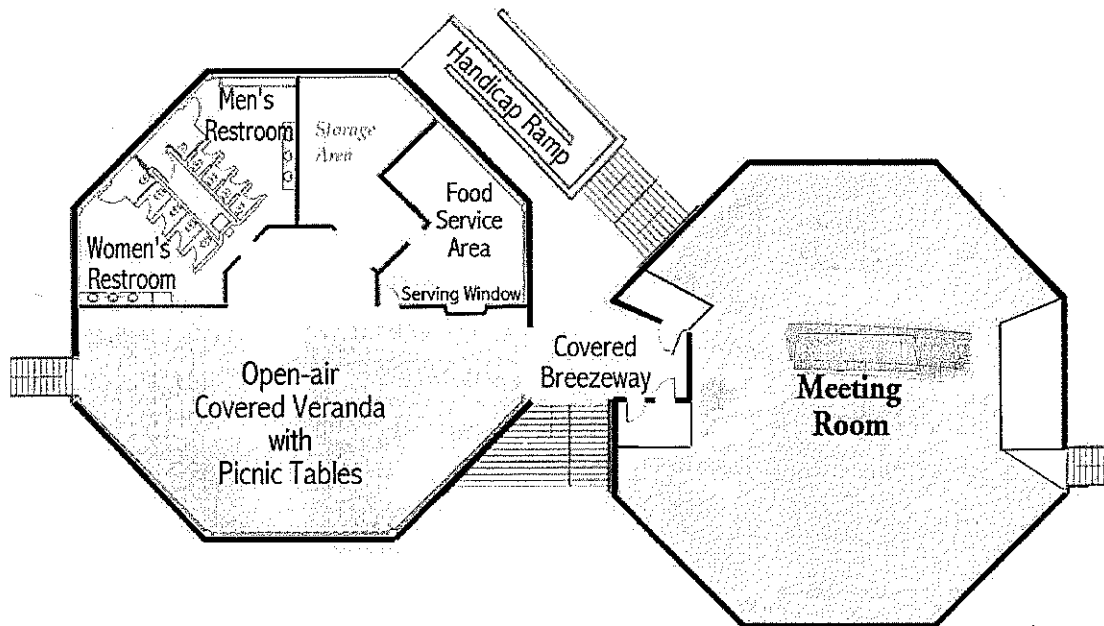 Handicap Ramp
Men's
Restroom
Storage
Area
Food
Service
Area
Women's
Restroom
Serving Window
Covered
Breezeway
Open-air
Covered Veranda
with
Picnic Tables
Meeting
Room